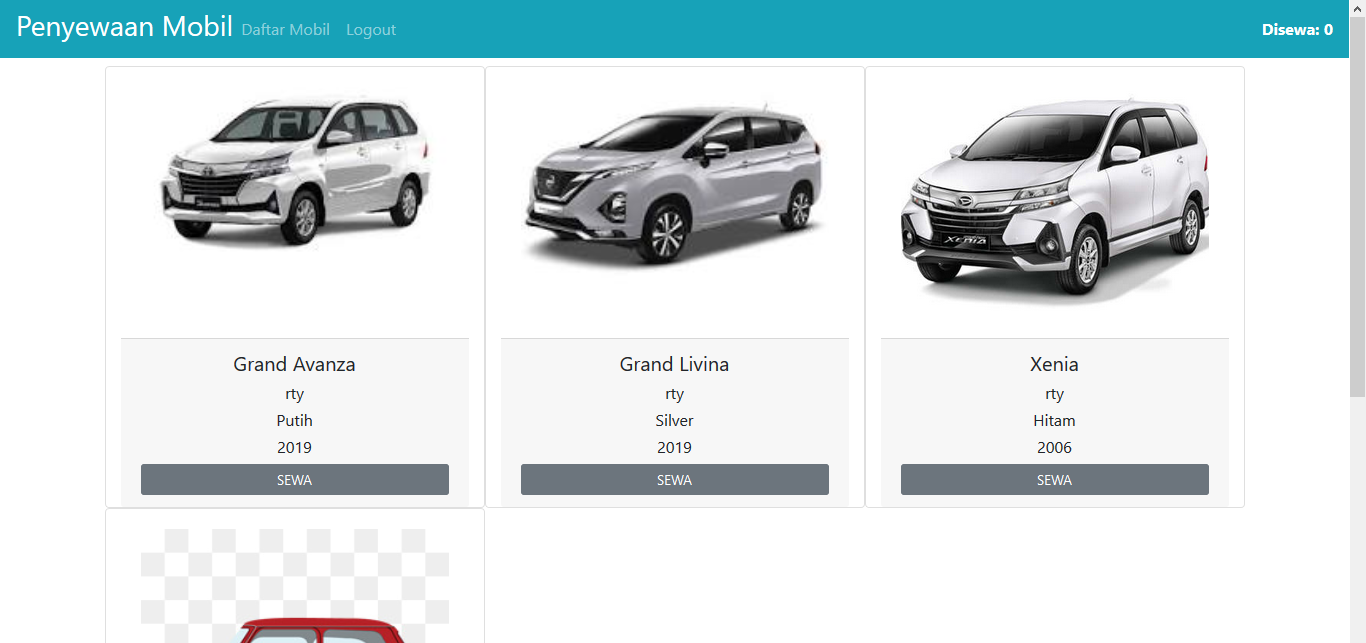 Penyewaan Mobil Daftar Mobil Logout Disewa: 0
XENIA
Grand Avanza
rty
Putih
2019
SEWA
Grand Livina
rty
Silver
2019
SEWA
Xenia
rty
Hitam
2006
SEWA